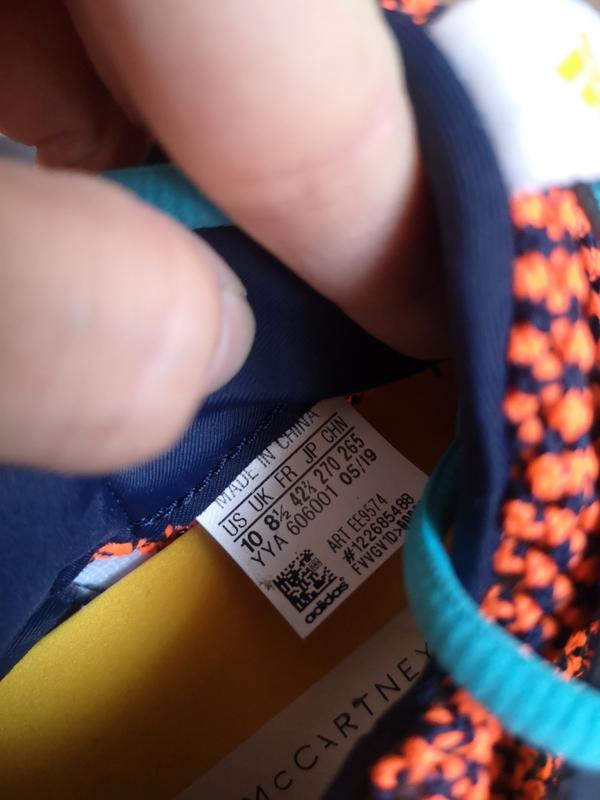 MADE IN CHINA
US UK FR JP CHN
10 8½ 42⅔ 270 265
YYA 606001 05/19
ART EE9574
#122685488
adidas
McCARTNEY